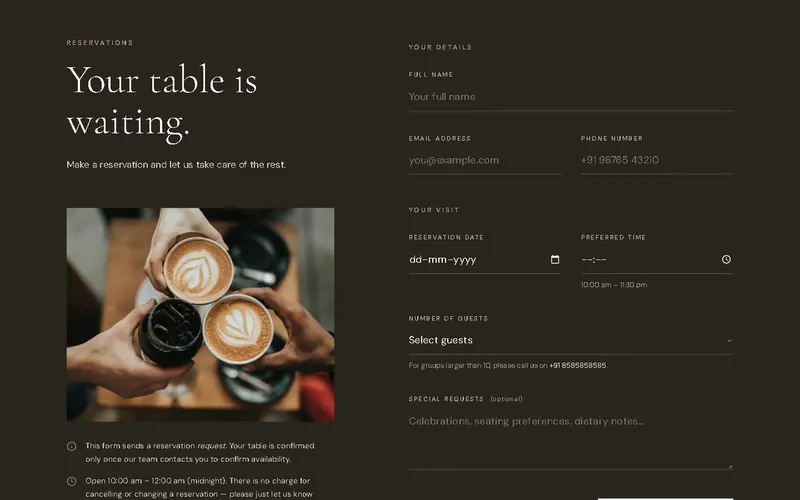 RESERVATIONS
Your table is
waiting.
Make a reservation and let us take care of the rest.
This form sends a reservation request. Your table is confirmed
only once our team contacts you to confirm availability.
Open 10:00 am – 12:00 am (midnight). There is no charge for
cancelling or changing a reservation — please just let us know
YOUR DETAILS
FULL NAME
Your full name
EMAIL ADDRESS
you@example.com
PHONE NUMBER
+91 98765 43210
YOUR VISIT
RESERVATION DATE
dd-mm-yyyy
PREFERRED TIME
--:--
10:00 am – 11:30 pm
NUMBER OF GUESTS
Select guests
For groups larger than 10, please call us on +91 8585858585.
SPECIAL REQUESTS (optional)
Celebrations, seating preferences, dietary notes...